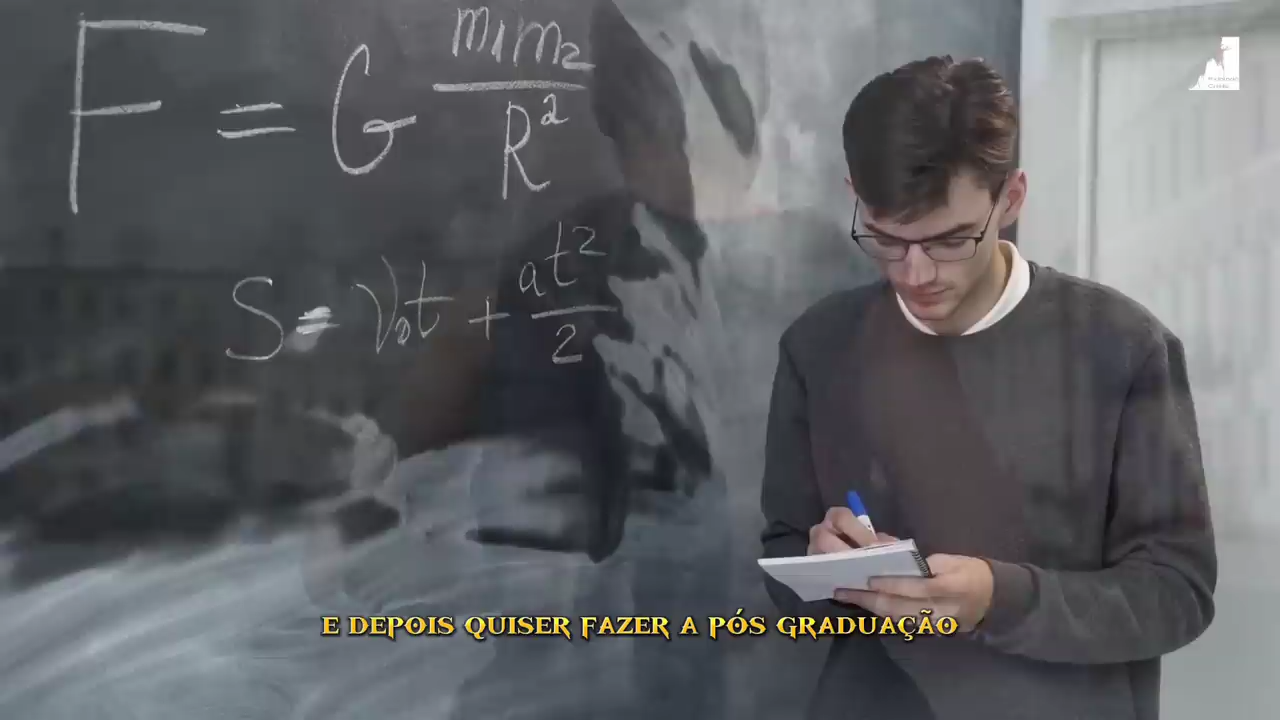 F = G m₁m₂ / R²
S = V₀t + at² / 2
E DEPOIS QUISER FAZER A PÓS GRADUAÇÃO